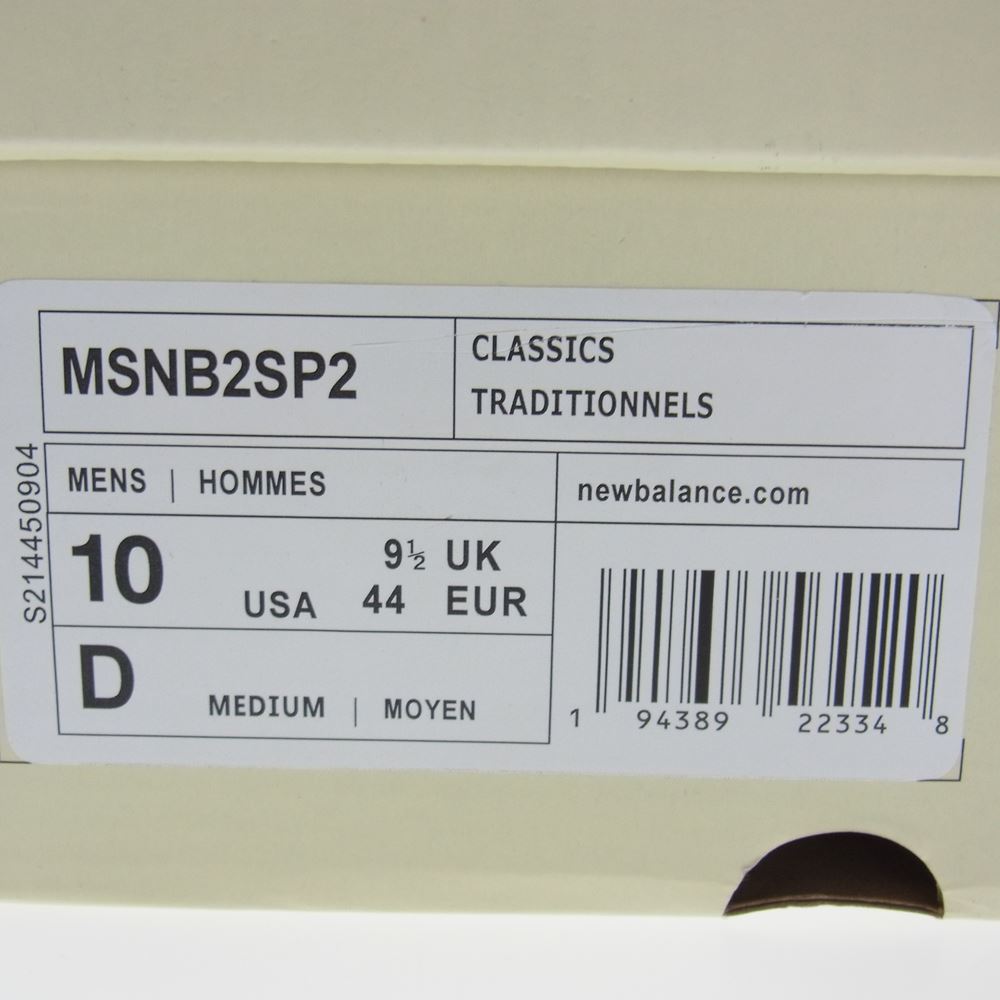 MSNB2SP2
CLASSICS
TRADITIONNELS
MENS | HOMMES
newbalance.com
10 USA
9½ UK
44 EUR
D
MEDIUM | MOYEN
1 94389 22334 8
S214450904